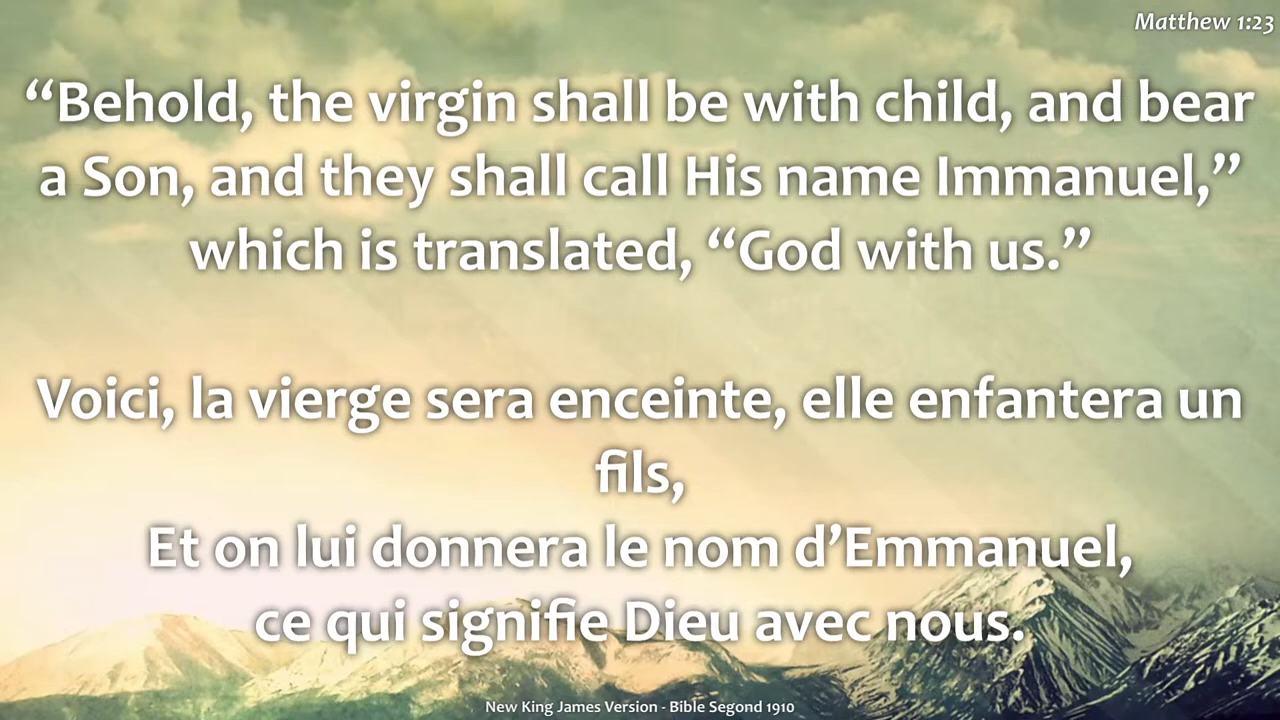 Matthew 1:23
“Behold, the virgin shall be with child, and bear
a Son, and they shall call His name Immanuel,”
which is translated, “God with us.”
Voici, la vierge sera enceinte, elle enfantera un
fils,
Et on lui donnera le nom d’Emmanuel,
ce qui signifie Dieu avec nous.
New King James Version - Bible Segond 1910